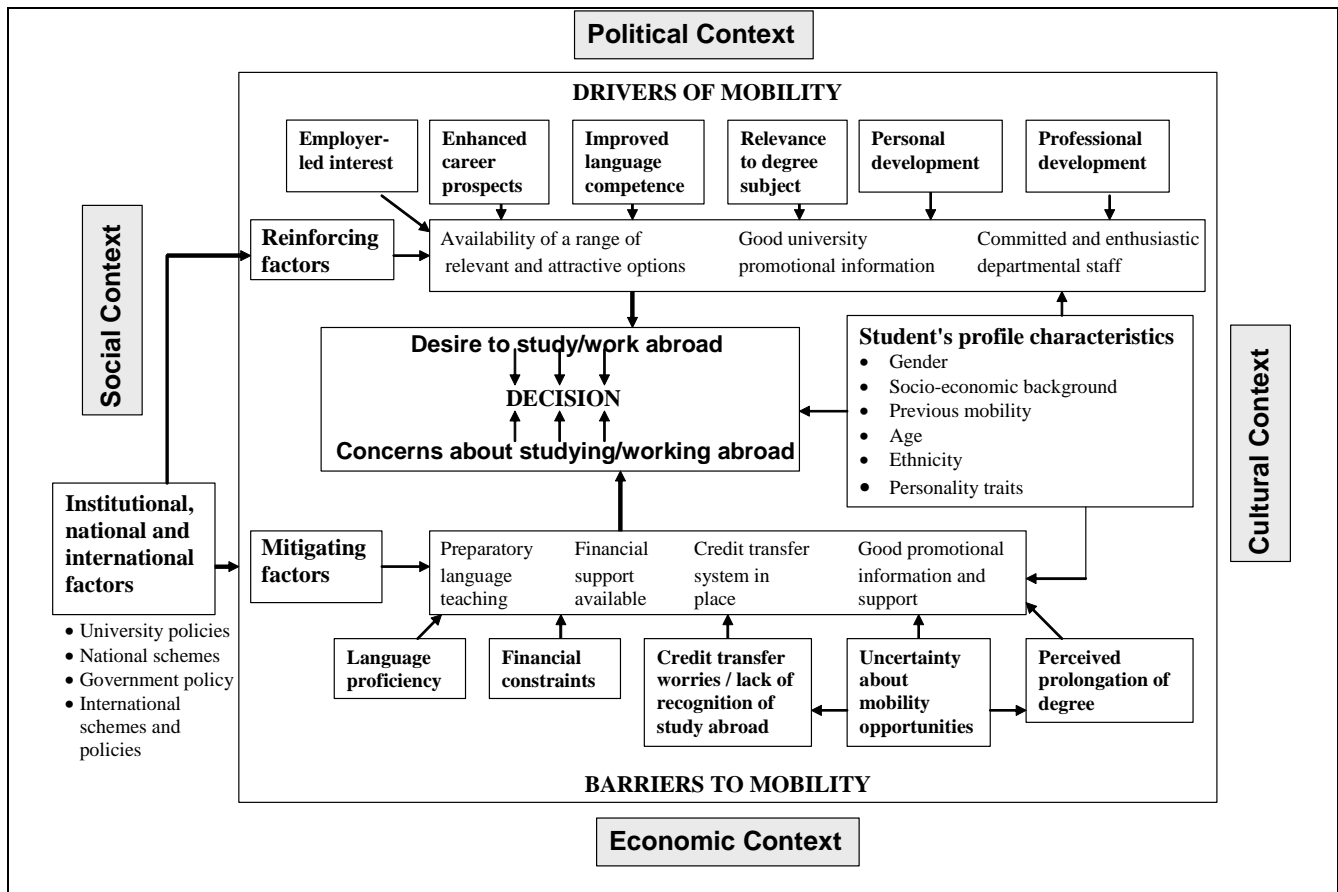 Political Context
DRIVERS OF MOBILITY
Employer-
led interest
Enhanced
career
prospects
Improved
language
competence
Relevance
to degree
subject
Personal
development
Professional
development
Social Context
Reinforcing
factors
Availability of a range of
relevant and attractive options
Good university
promotional information
Committed and enthusiastic
departmental staff
Desire to study/work abroad
DECISION
Concerns about studying/working abroad
Student's profile characteristics
• Gender
• Socio-economic background
• Previous mobility
• Age
• Ethnicity
• Personality traits
Cultural Context
Institutional,
national and
international
factors
• University policies
• National schemes
• Government policy
• International
schemes and
policies
Mitigating
factors
Preparatory
language
teaching
Financial
support
available
Credit transfer
system in
place
Good promotional
information and
support
Language
proficiency
Financial
constraints
Credit transfer
worries / lack of
recognition of
study abroad
Uncertainty
about
mobility
opportunities
Perceived
prolongation of
degree
BARRIERS TO MOBILITY
Economic Context